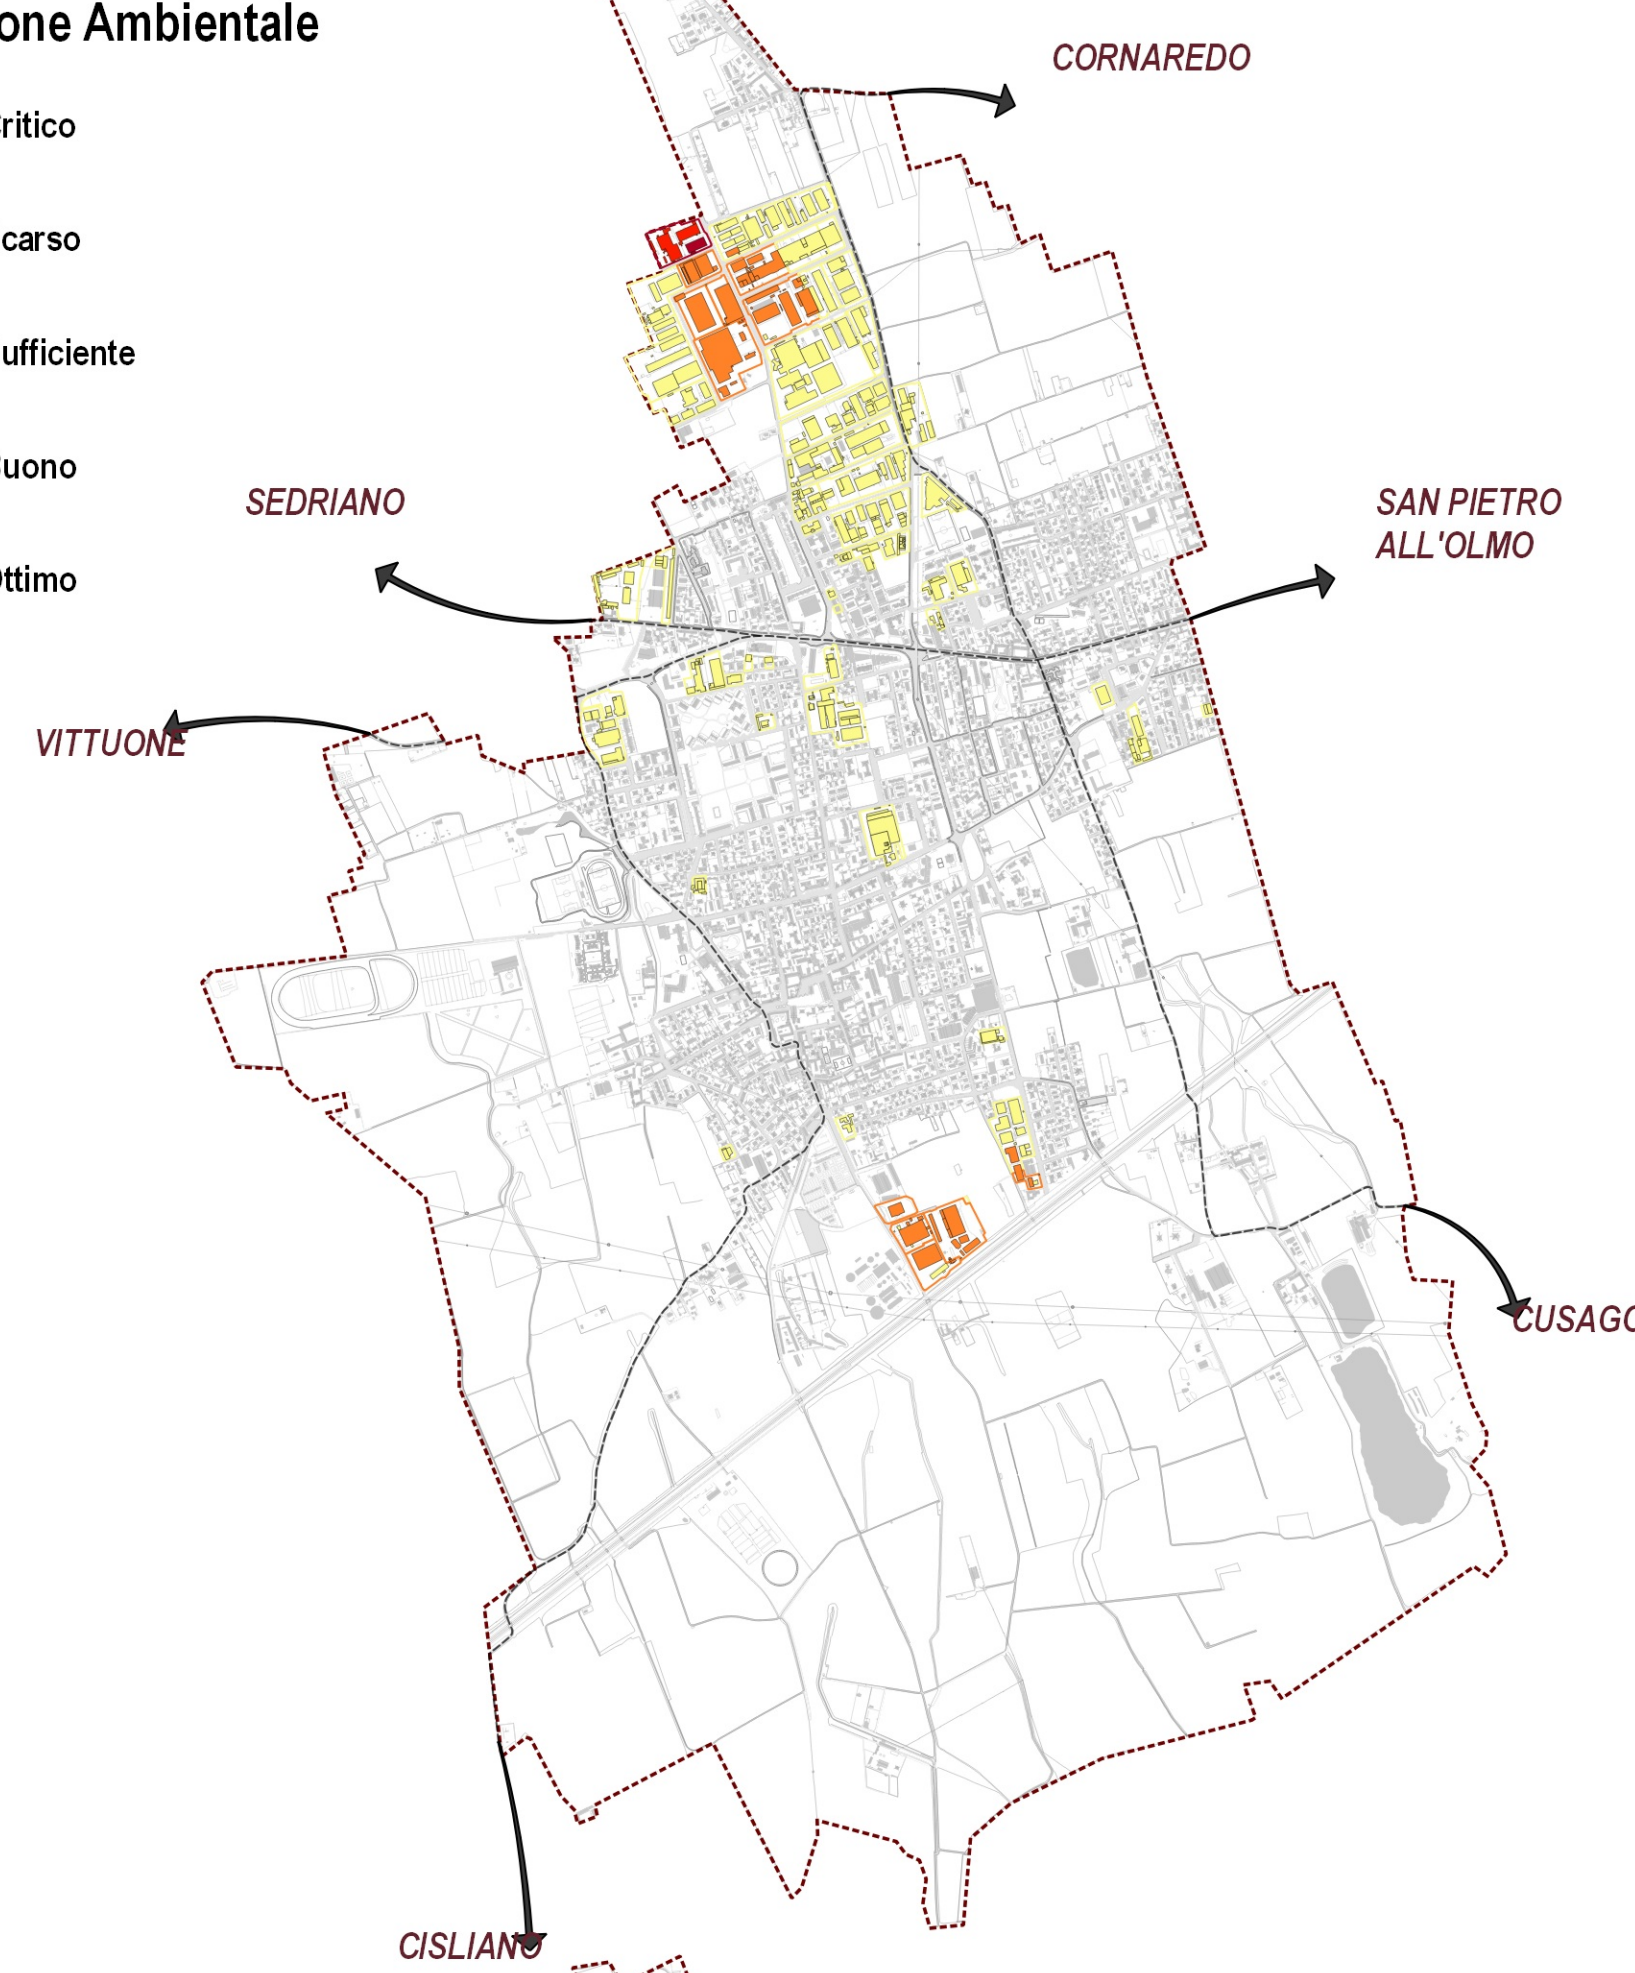 one Ambientale
ritico
carso
ufficiente
uono
ttimo
CORNAREDO
SEDRIANO
SAN PIETRO
ALL'OLMO
VITTUONE
CUSAGO
CISLIANO